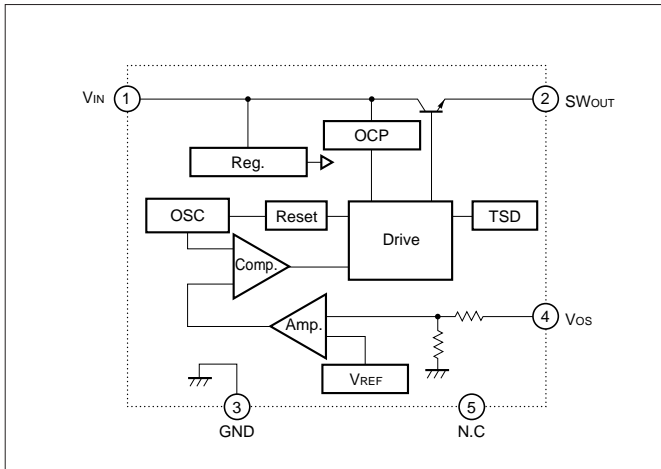 VIN 1
2 SWOUT
OCP
Reg.
OSC
Reset
Drive
TSD
Comp.
Amp.
4 VOS
VREF
3
GND
5
N.C